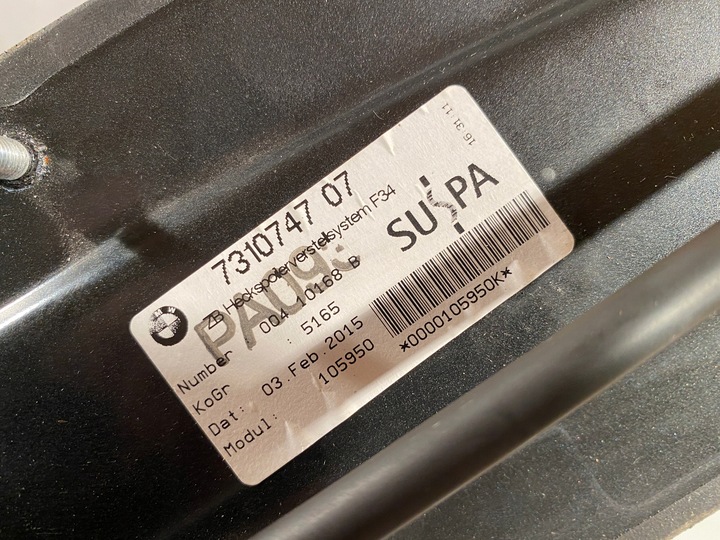 7310747 07
ZB Heckspoilerverstellsystem F34
PA09
Number : 004 10168 B
KoGr : 5165
Dat: 03.Feb.2015
Modul: 105950
SUSPA
16 31 11
*0000105950K*